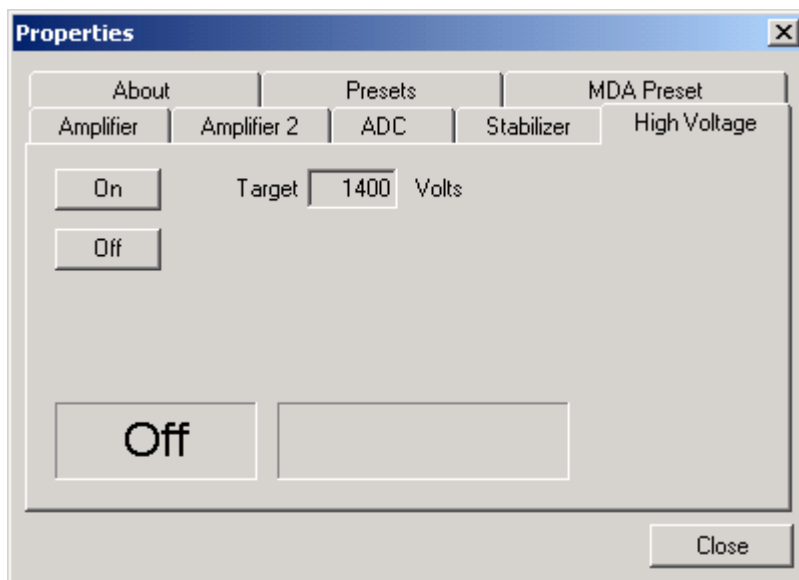 Properties
About Presets MDA Preset
Amplifier Amplifier 2 ADC Stabilizer High Voltage
On Target 1400 Volts
Off
Off
Close